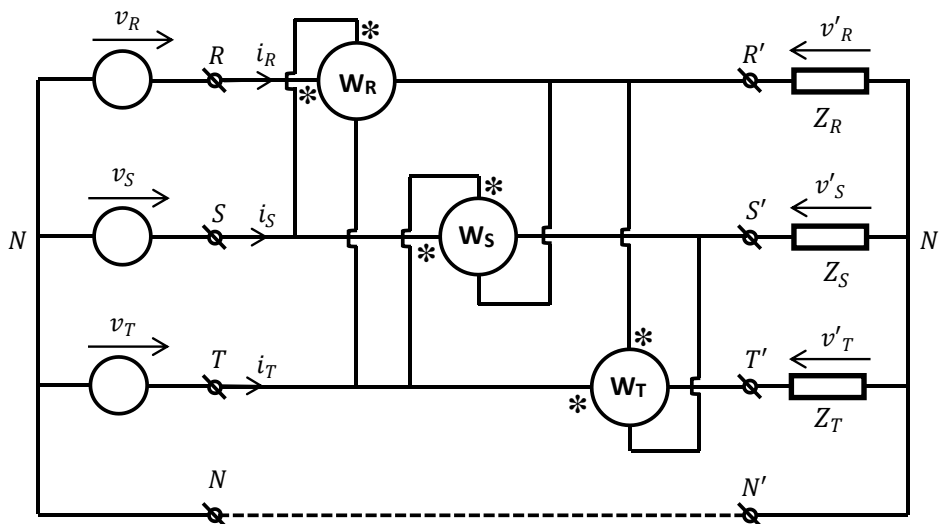 v_R
R
i_R
*
*
W_R
R′
v′_R
Z_R
v_S
S
i_S
*
*
W_S
S′
v′_S
Z_S
N
N
v_T
T
i_T
*
*
W_T
T′
v′_T
Z_T
N
N′